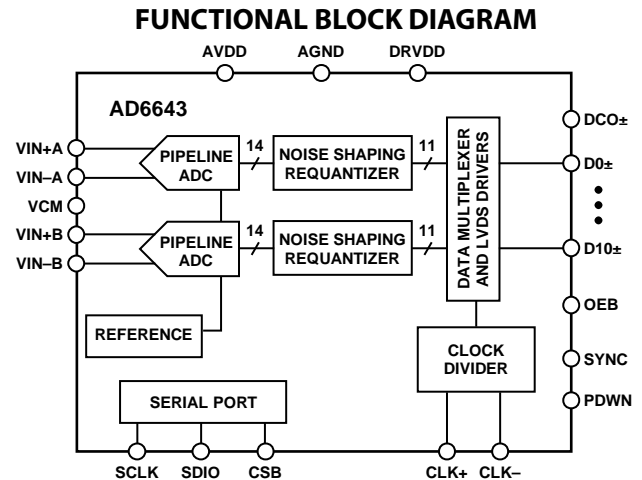 FUNCTIONAL BLOCK DIAGRAM
AVDD
AGND
DRVDD
AD6643
VIN+A
VIN–A
VCM
VIN+B
VIN–B
PIPELINE
ADC
14
NOISE SHAPING
REQUANTIZER
11
PIPELINE
ADC
14
NOISE SHAPING
REQUANTIZER
11
DATA MULTIPLEXER
AND LVDS DRIVERS
DCO±
D0±
D10±
OEB
SYNC
PDWN
REFERENCE
CLOCK
DIVIDER
SERIAL PORT
SCLK
SDIO
CSB
CLK+
CLK–